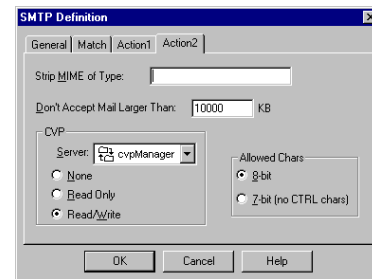 SMTP Definition
General Match Action1 Action2
Strip MIME of Type:
Don't Accept Mail Larger Than: 10000 KB
CVP
Server: cvpManager
None
Read Only
Read/Write
Allowed Chars
8-bit
7-bit (no CTRL chars)
OK Cancel Help